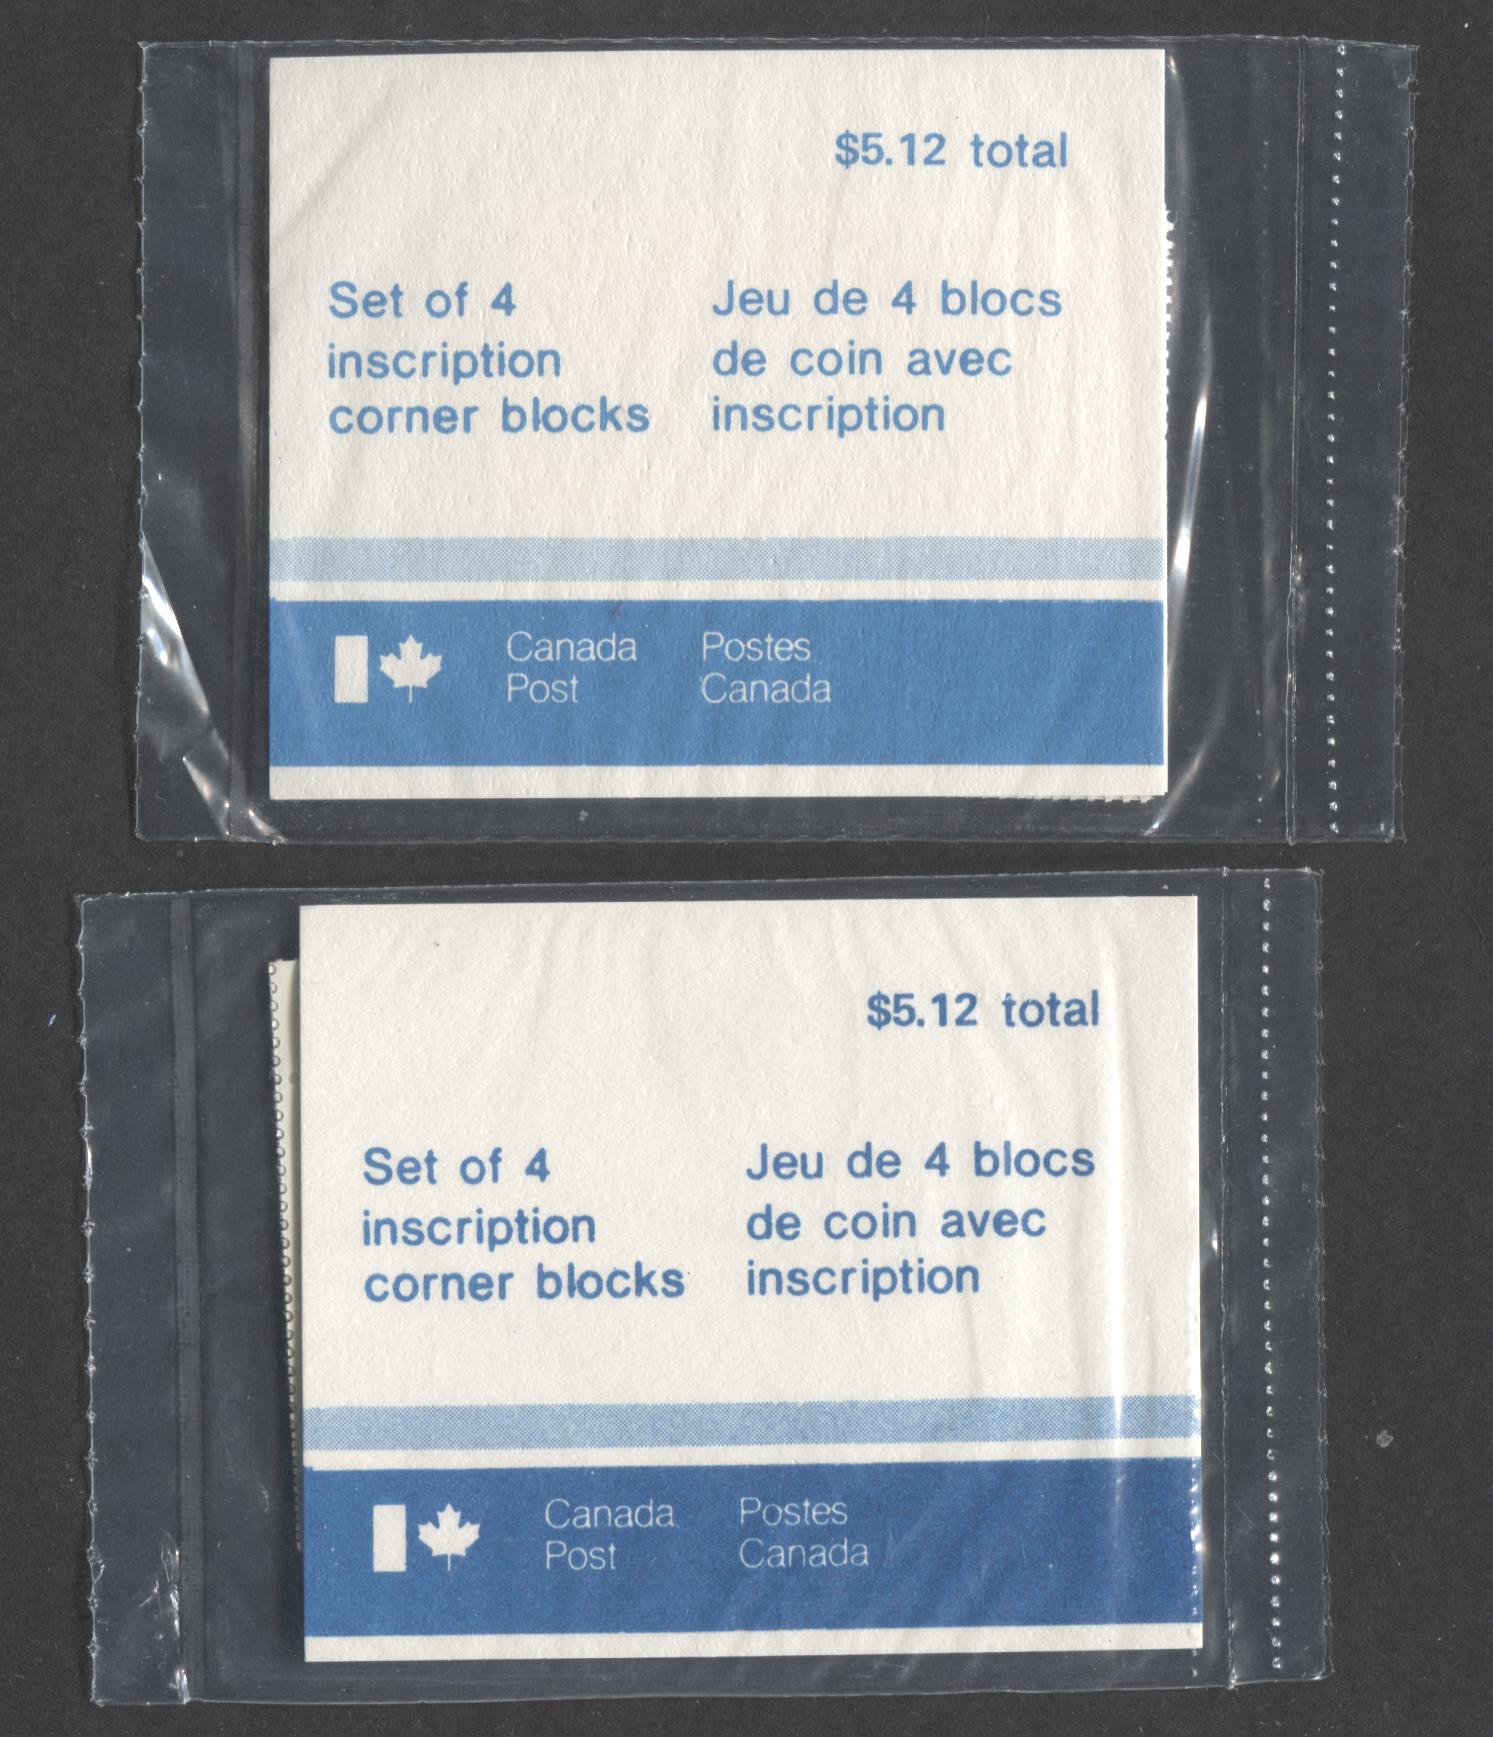 $5.12 total
Set of 4
inscription
corner blocks
Jeu de 4 blocs
de coin avec
inscription
Canada
Post
Postes
Canada
$5.12 total
Set of 4
inscription
corner blocks
Jeu de 4 blocs
de coin avec
inscription
Canada
Post
Postes
Canada